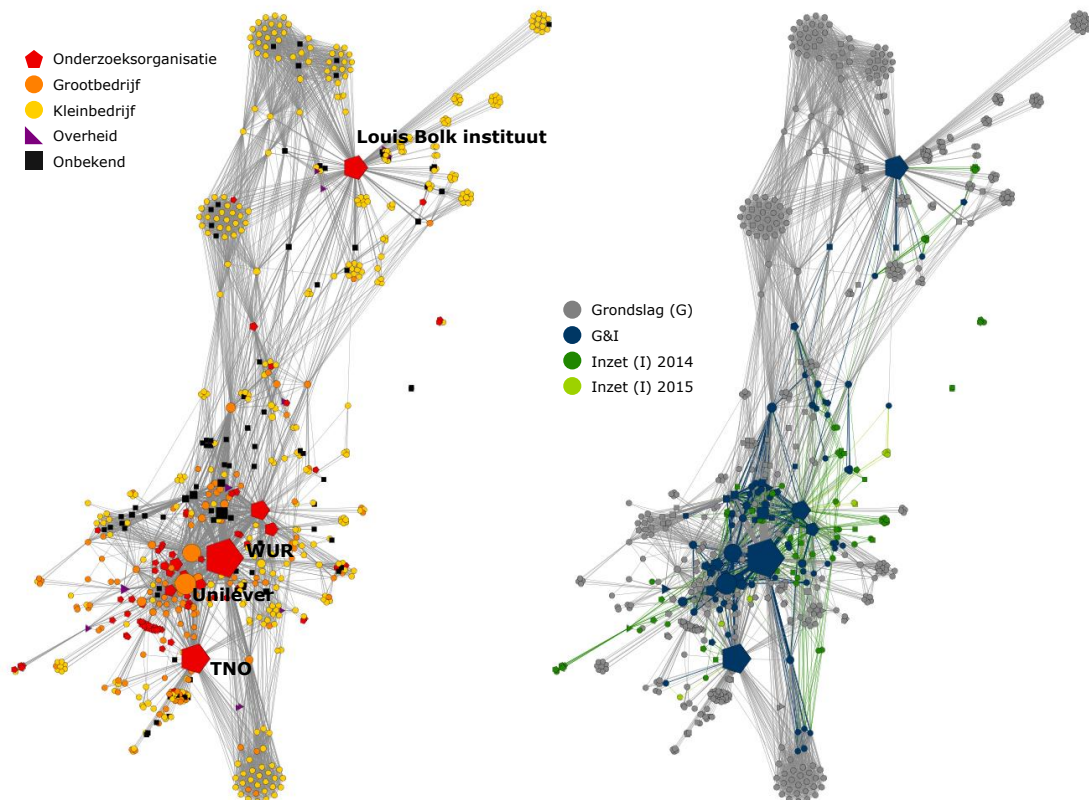 Onderzoeksorganisatie
Grootbedrijf
Kleinbedrijf
Overheid
Onbekend
Louis Bolk instituut
WUR
Unilever
TNO
Grondslag (G)
G&I
Inzet (I) 2014
Inzet (I) 2015